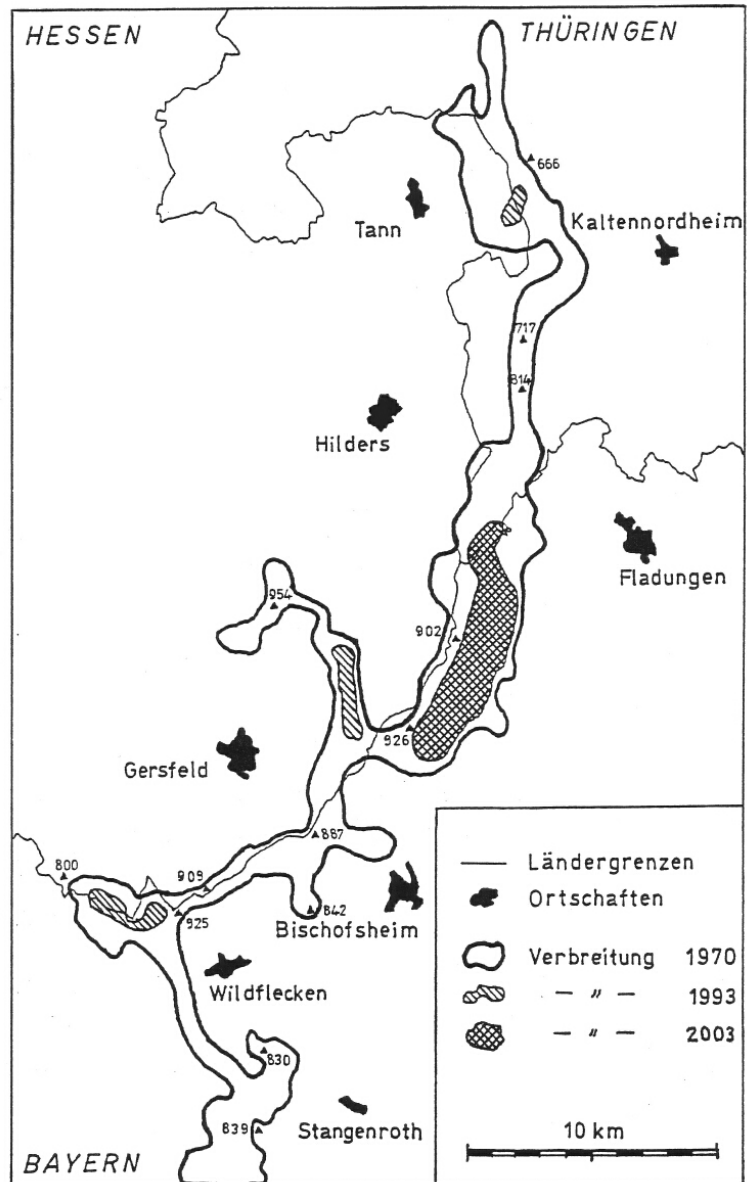 HESSEN
THÜRINGEN
666
Tann
Kaltennordheim
717
814
Hilders
Fladungen
954
902
926
Gersfeld
887
800
909
925
842
Bischofsheim
Wildflecken
830
839
Stangenroth
BAYERN
Ländergrenzen
Ortschaften
Verbreitung 1970
— " — 1993
— " — 2003
10 km